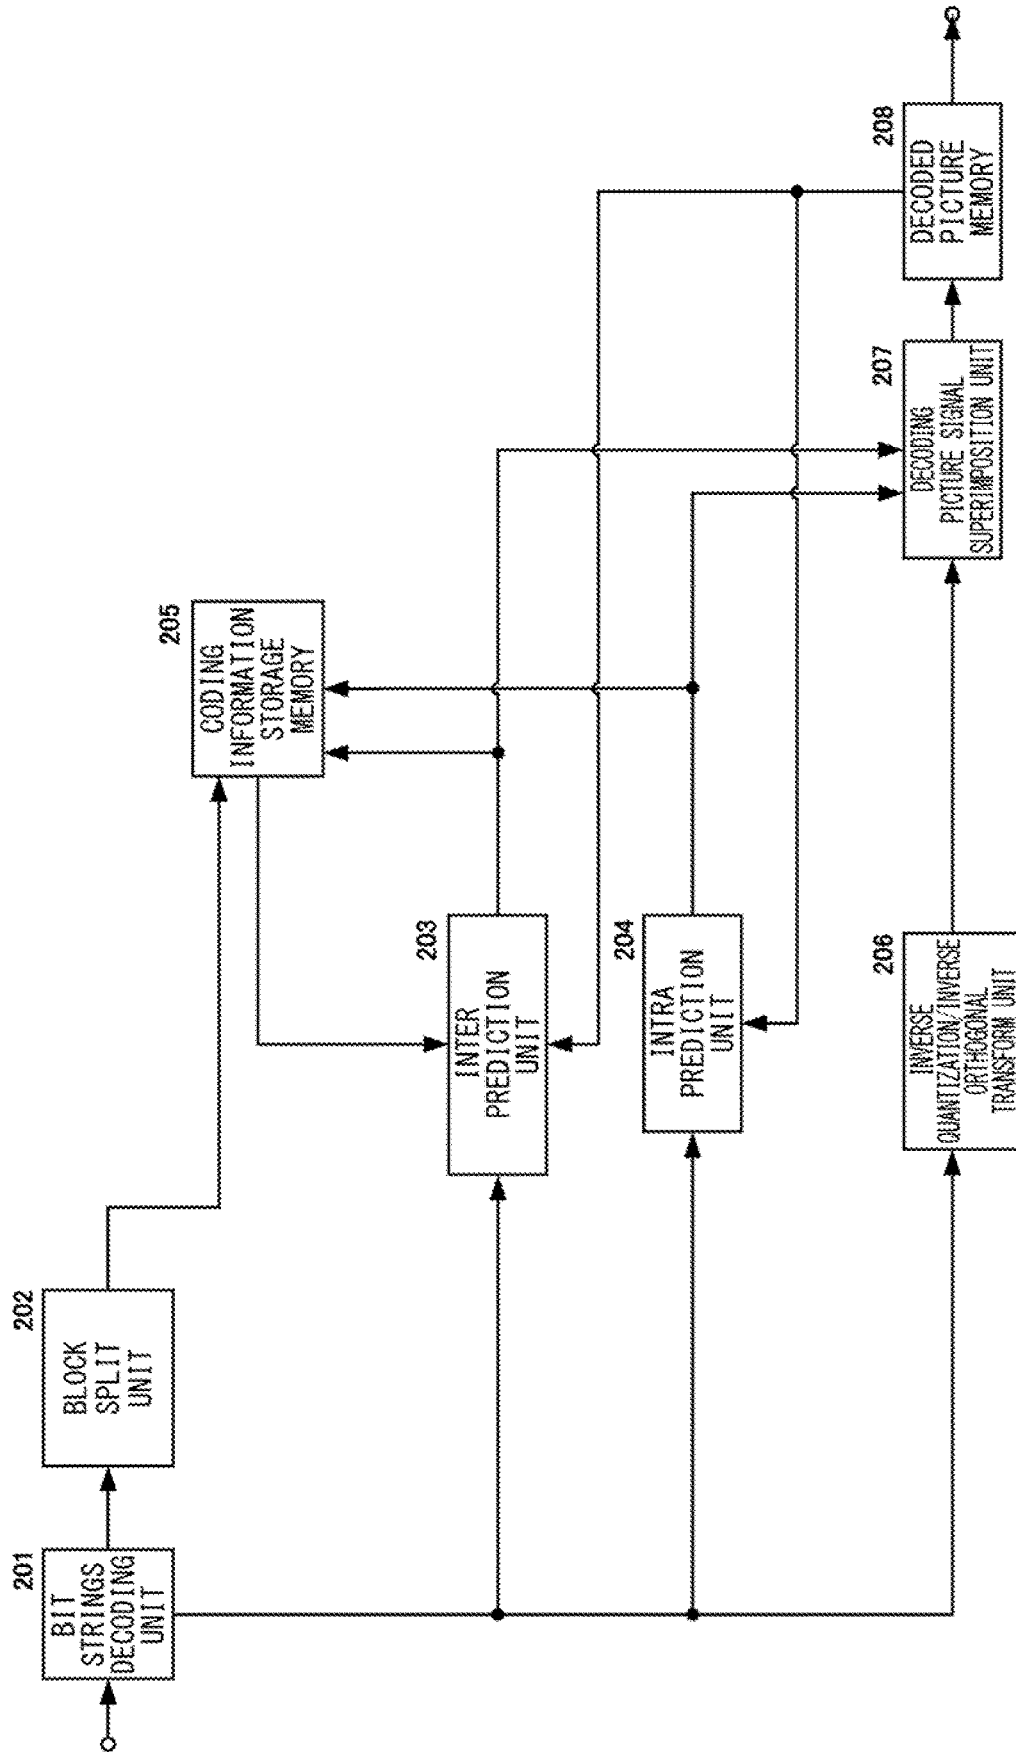 201
BIT
STRINGS
DECODING
UNIT
202
BLOCK
SPLIT
UNIT
205
CODING
INFORMATION
STORAGE
MEMORY
203
INTER
PREDICTION
UNIT
204
INTRA
PREDICTION
UNIT
206
INVERSE
QUANTIZATION/INVERSE
ORTHOGONAL
TRANSFORM UNIT
207
DECODING
PICTURE SIGNAL
SUPERIMPOSITION UNIT
208
DECODED
PICTURE
MEMORY